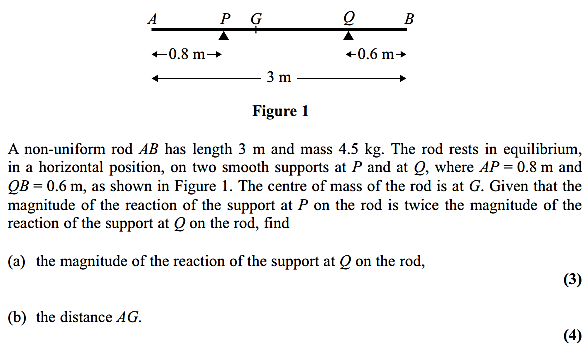 A P G Q B
0.8 m 0.6 m
3 m
Figure 1
A non-uniform rod AB has length 3 m and mass 4.5 kg. The rod rests in equilibrium,
in a horizontal position, on two smooth supports at P and at Q, where AP = 0.8 m and
QB = 0.6 m, as shown in Figure 1. The centre of mass of the rod is at G. Given that the
magnitude of the reaction of the support at P on the rod is twice the magnitude of the
reaction of the support at Q on the rod, find
(a) the magnitude of the reaction of the support at Q on the rod,
(3)
(b) the distance AG.
(4)